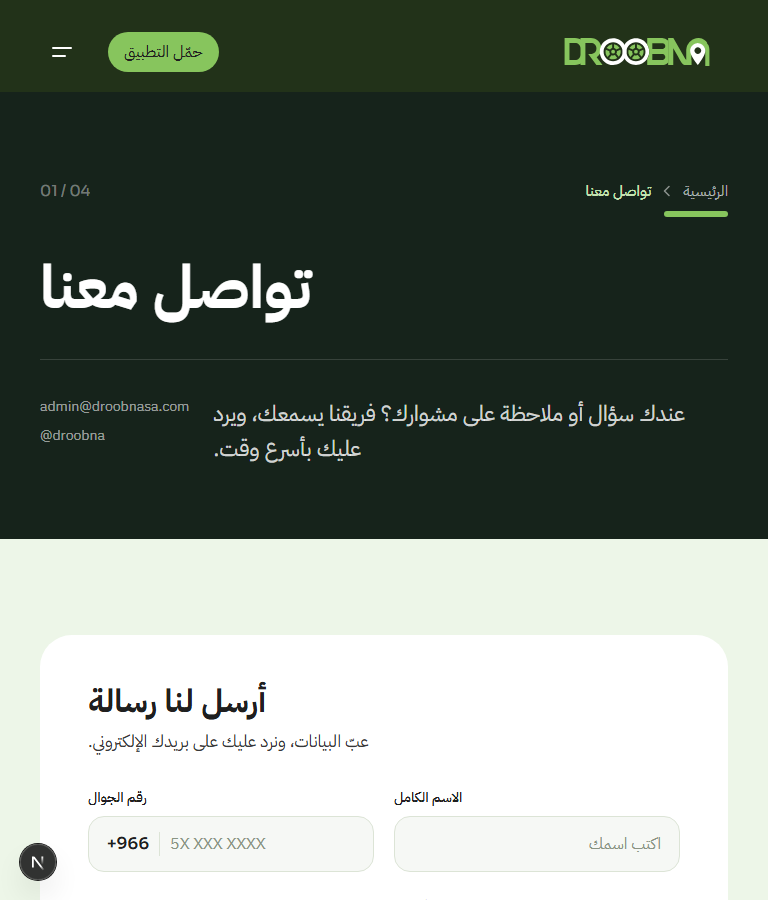 DROOBNA
حمّل التطبيق
الرئيسية > تواصل معنا
01 / 04
تواصل معنا
عندك سؤال أو ملاحظة على مشوارك؟ فريقنا يسمعك، ويرد
عليك بأسرع وقت.
admin@droobnasa.com
@droobna
أرسل لنا رسالة
عبّ البيانات، ونرد عليك على بريدك الإلكتروني.
الاسم الكامل
اكتب اسمك
رقم الجوال
+966 5X XXX XXXX
N